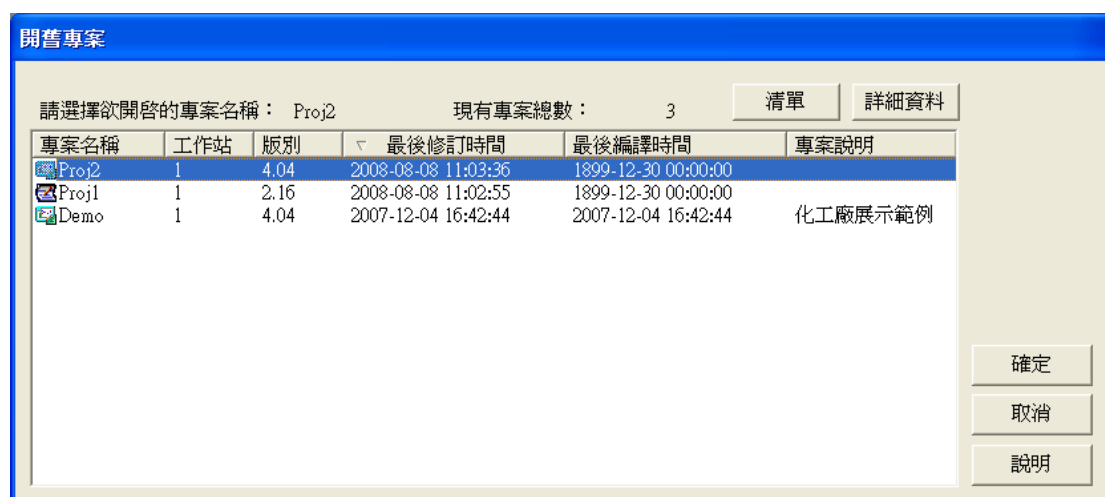 開舊專案
請選擇欲開啓的專案名稱： Proj2 現有專案總數： 3 清單 詳細資料
專案名稱 工作站 版別 ▽ 最後修訂時間 最後編譯時間 專案說明
Proj2 1 4.04 2008-08-08 11:03:36 1899-12-30 00:00:00
Proj1 1 2.16 2008-08-08 11:02:55 1899-12-30 00:00:00
Demo 1 4.04 2007-12-04 16:42:44 2007-12-04 16:42:44 化工廠展示範例
確定
取消
說明